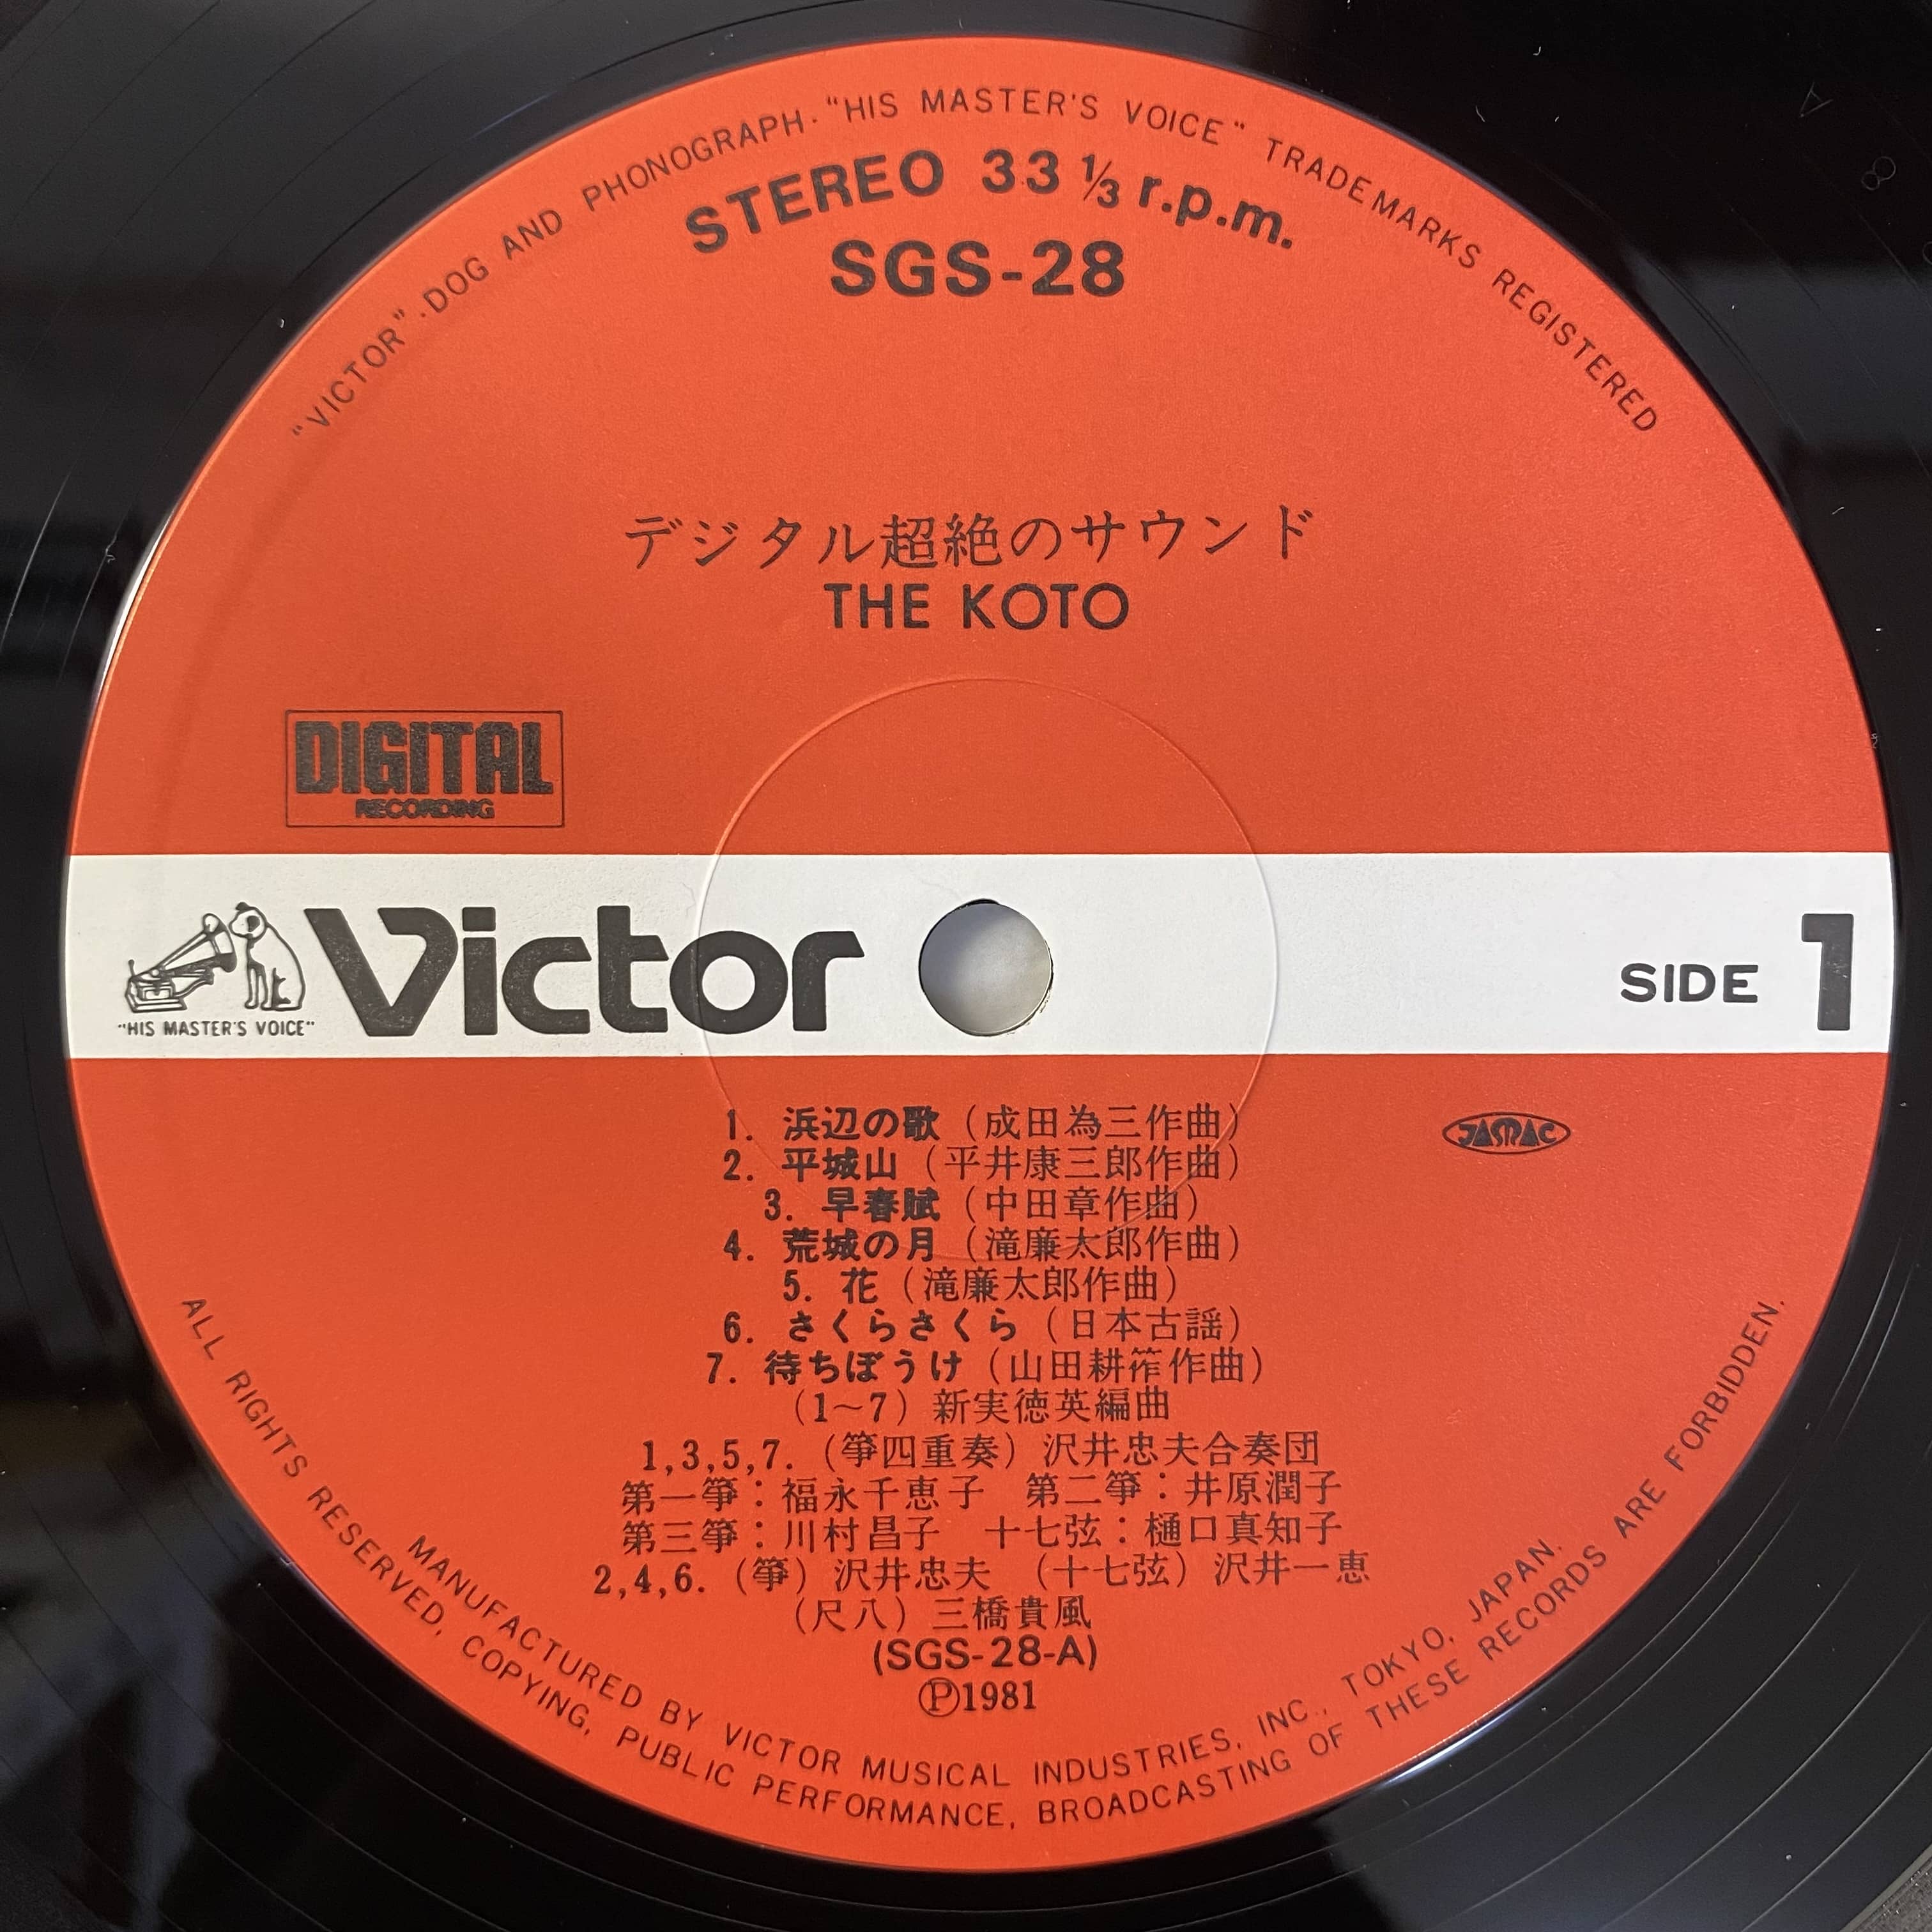 "VICTOR"·DOG AND PHONOGRAPH·"HIS MASTER'S VOICE" TRADEMARKS REGISTERED
STEREO 33 1/3 r.p.m.
SGS-28
デジタル超絶のサウンド
THE KOTO
DIGITAL
RECORDING
"HIS MASTER'S VOICE"
Victor
SIDE 1
JASRAC
1. 浜辺の歌（成田為三作曲）
2. 平城山（平井康三郎作曲）
3. 早春賦（中田章作曲）
4. 荒城の月（滝廉太郎作曲）
5. 花（滝廉太郎作曲）
6. さくらさくら（日本古謡）
7. 待ちぼうけ（山田耕筰作曲）
（1~7）新実徳英編曲
1,3,5,7.（箏四重奏）沢井忠夫合奏団
第一箏：福永千恵子　第二箏：井原潤子
第三箏：川村昌子　十七弦：樋口真知子
2,4,6.（箏）沢井忠夫　（十七弦）沢井一恵
（尺八）三橋貴風
(SGS-28-A)
Ⓟ1981
MANUFACTURED BY VICTOR MUSICAL INDUSTRIES, INC., TOKYO, JAPAN.
ALL RIGHTS RESERVED, COPYING, PUBLIC PERFORMANCE, BROADCASTING OF THESE RECORDS ARE FORBIDDEN.